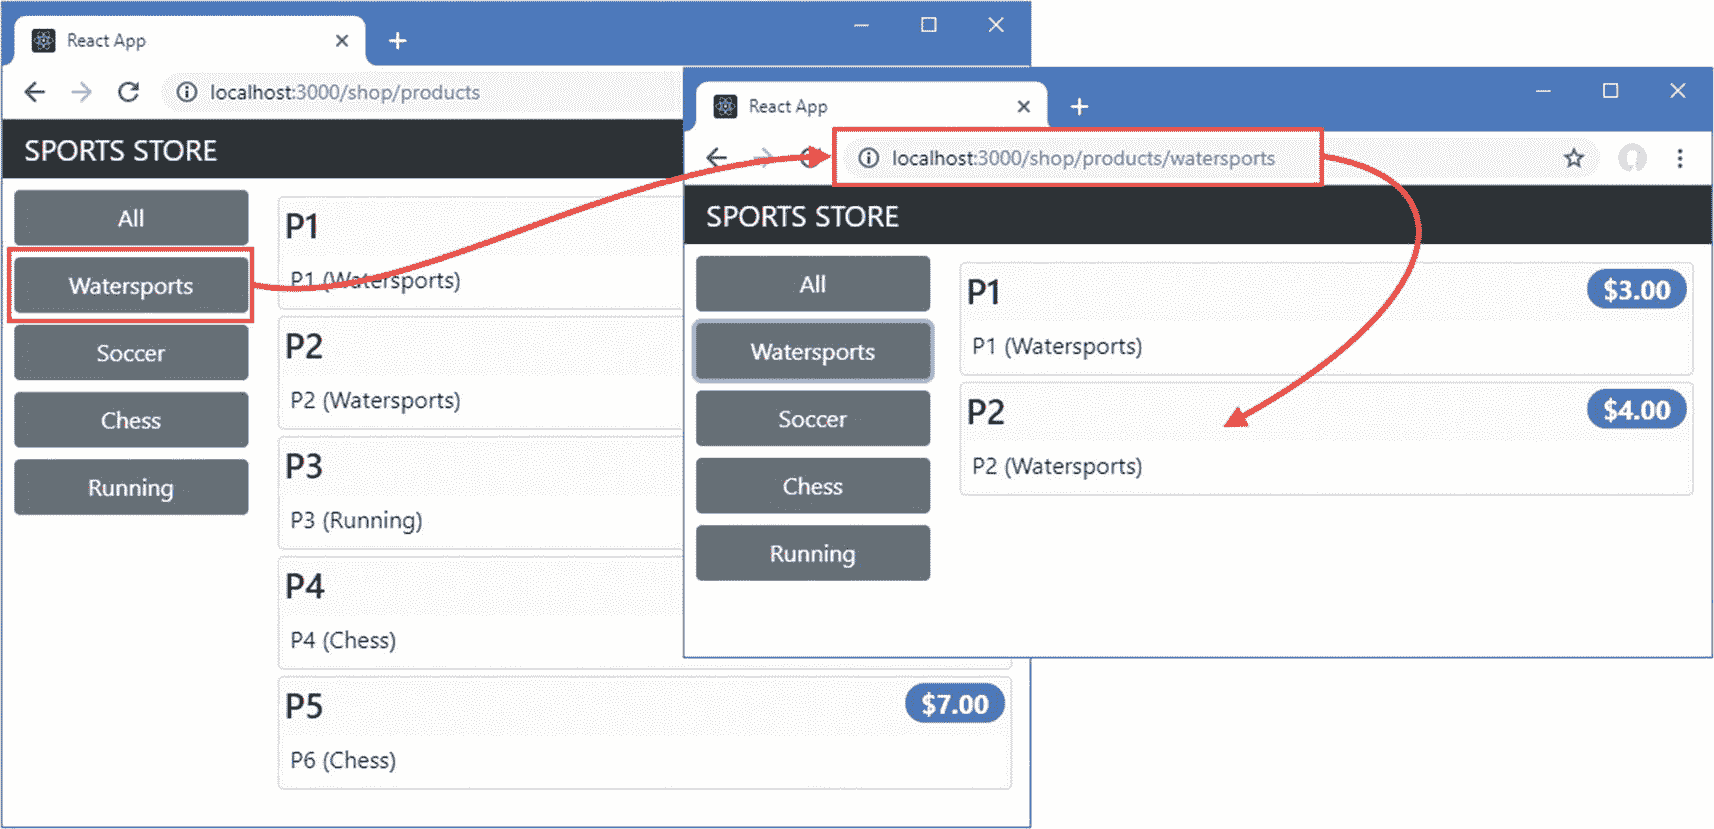 React App
localhost:3000/shop/products
SPORTS STORE
All
Watersports
Soccer
Chess
Running
P1
P1 (Watersports)
P2
P2 (Watersports)
P3
P3 (Running)
P4
P4 (Chess)
P5
$7.00
P6 (Chess)
React App
localhost:3000/shop/products/watersports
SPORTS STORE
All
Watersports
Soccer
Chess
Running
P1
$3.00
P1 (Watersports)
P2
$4.00
P2 (Watersports)